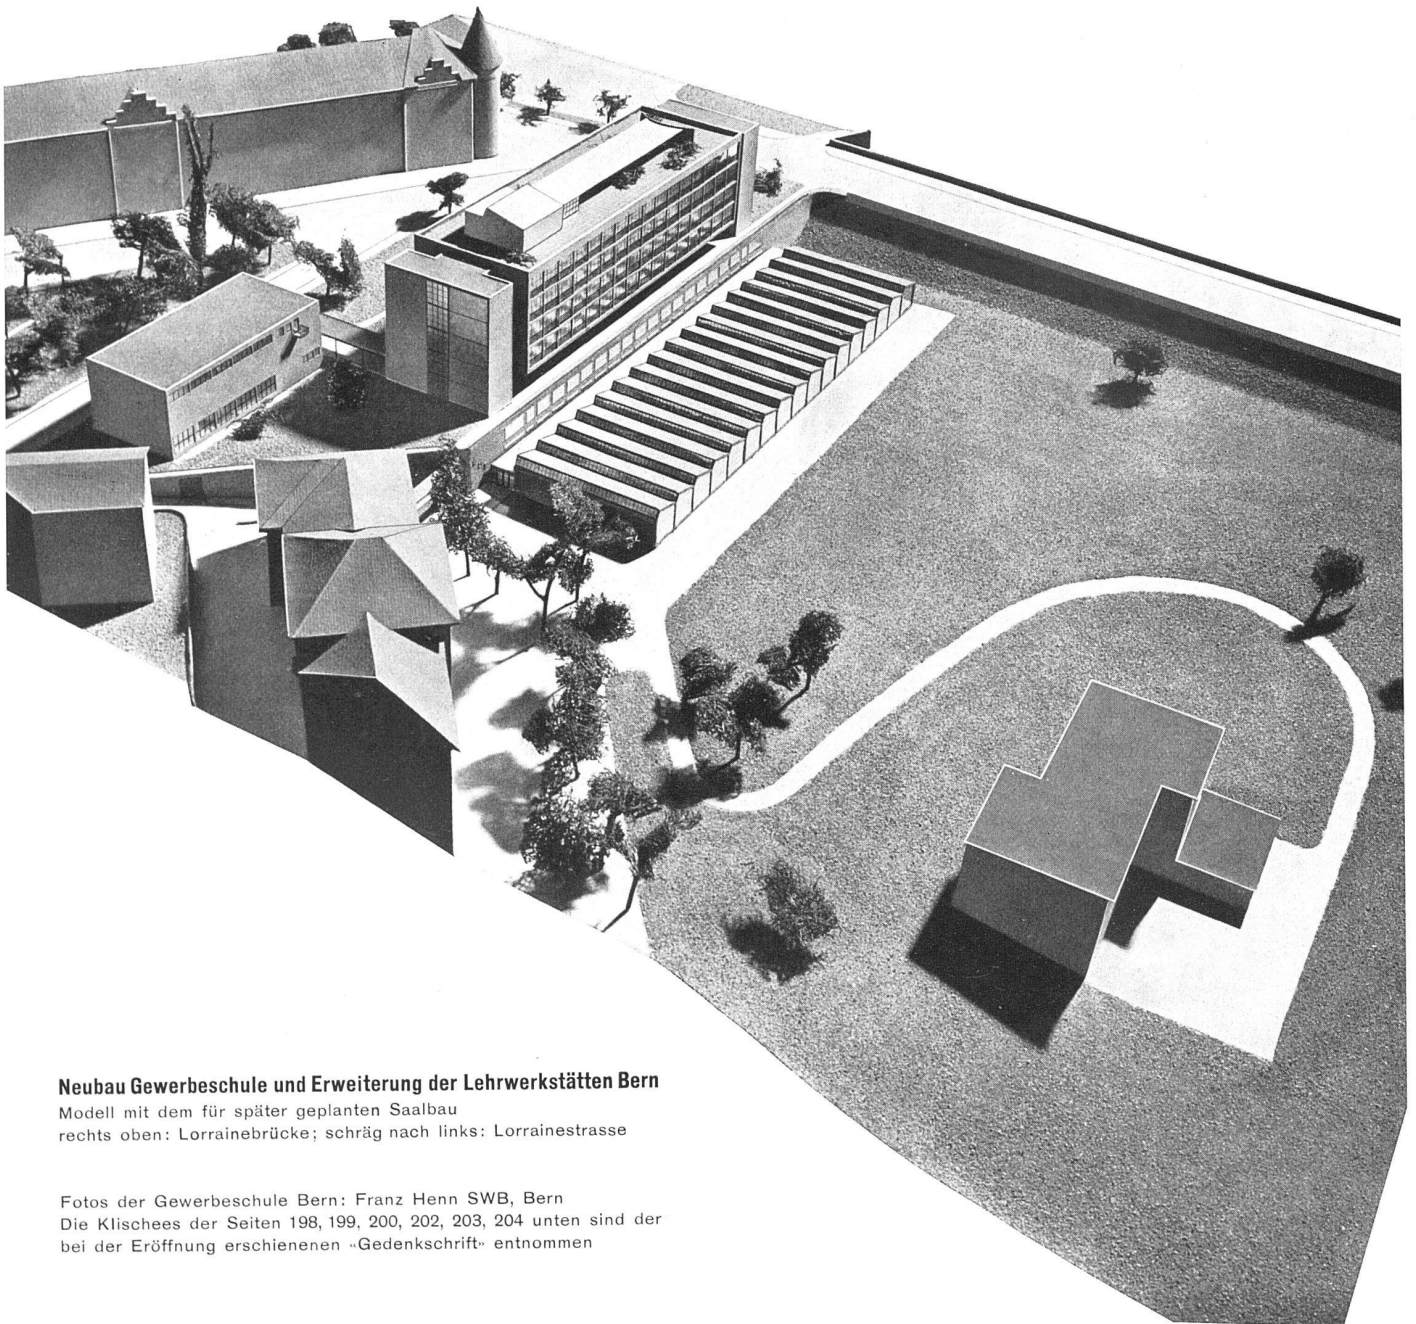 Neubau Gewerbeschule und Erweiterung der Lehrwerkstätten Bern
Modell mit dem für später geplanten Saalbau
rechts oben: Lorrainebrücke; schräg nach links: Lorrainestrasse
Fotos der Gewerbeschule Bern: Franz Henn SWB, Bern
Die Klischees der Seiten 198, 199, 200, 202, 203, 204 unten sind der
bei der Eröffnung erschienenen «Gedenkschrift» entnommen